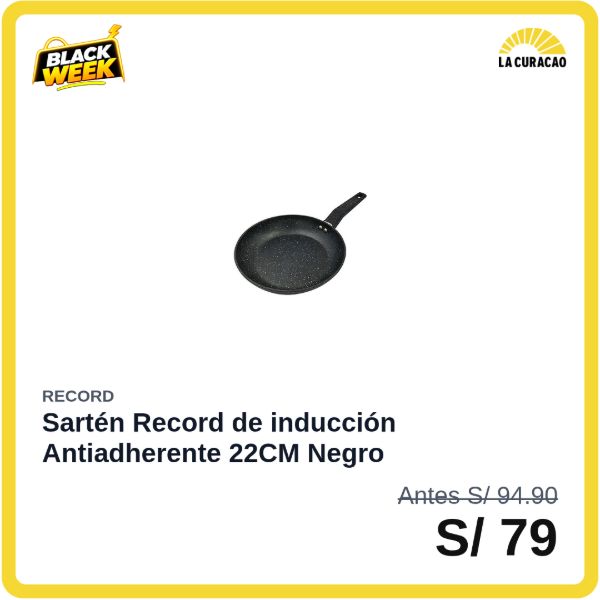 BLACK
WEEK
LA CURACAO
RECORD
Sartén Record de inducción
Antiadherente 22CM Negro
Antes S/ 94.90
S/ 79